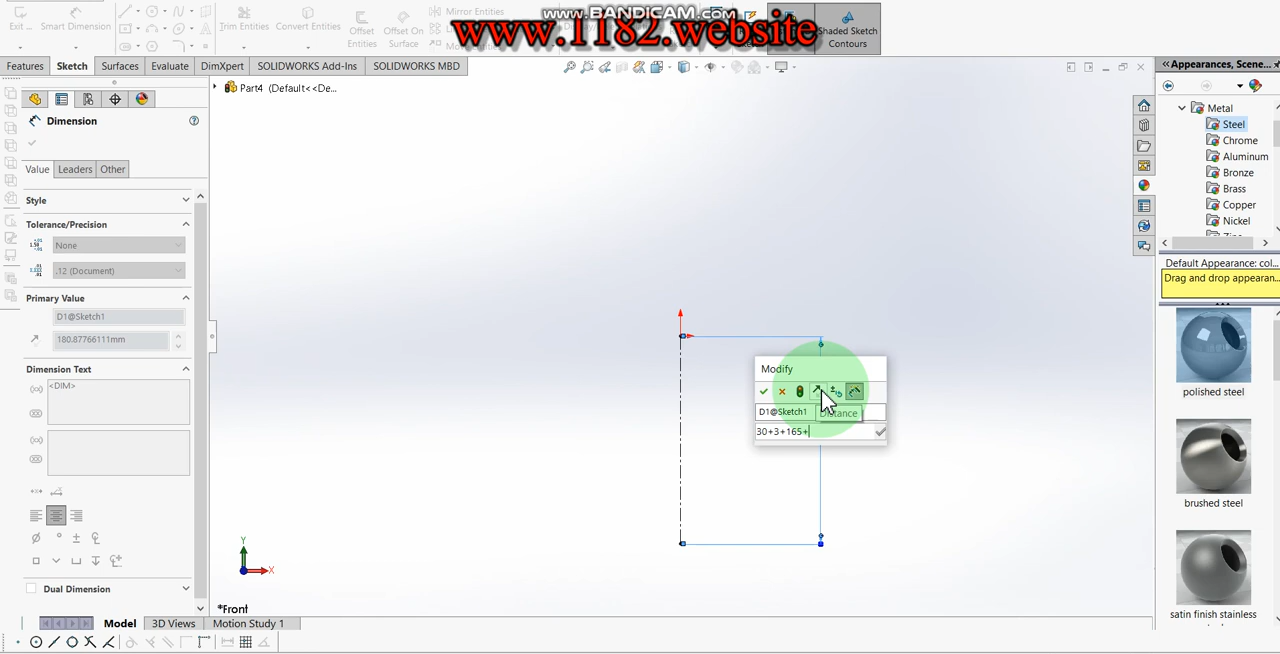 www.BANDICAM.COM
www.1182.website
Exit ...
Smart Dimension
Trim Entities
Convert Entities
Offset Entities
Offset On Surface
Mirror Entities
Shaded Sketch Contours
Features
Sketch
Surfaces
Evaluate
DimXpert
SOLIDWORKS Add-Ins
SOLIDWORKS MBD
Part4 (Default<<De...
Dimension
Value
Leaders
Other
Style
Tolerance/Precision
None
.12 (Document)
Primary Value
D1@Sketch1
180.87766111mm
Dimension Text
<DIM>
Dual Dimension
Modify
D1@Sketch1
Distance
30+3+165+
Y
X
*Front
Model
3D Views
Motion Study 1
Appearances, Scene...
Metal
Steel
Chrome
Aluminum
Bronze
Brass
Copper
Nickel
Default Appearance: col...
Drag and drop appearan...
polished steel
brushed steel
satin finish stainless